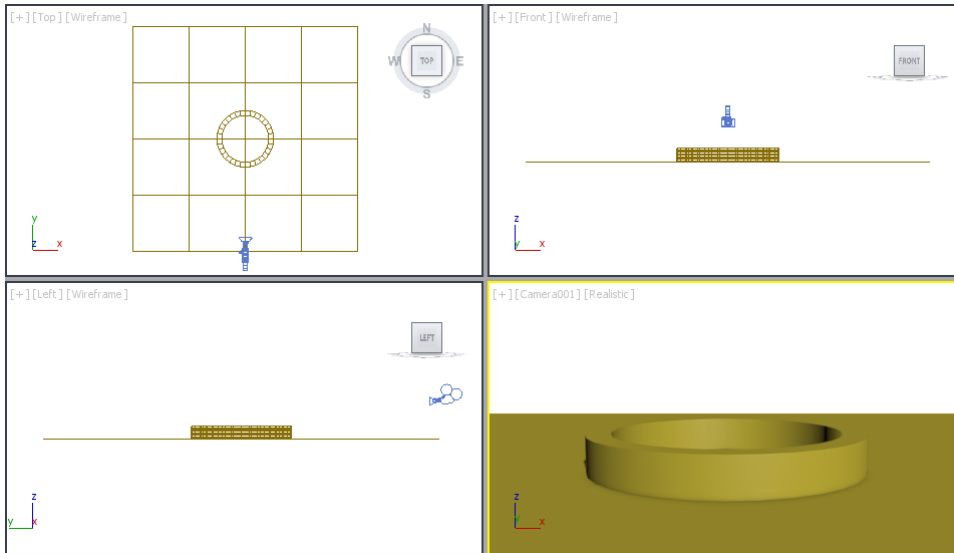 [+] [Top] [Wireframe]
N
W TOP E
S
y
z x
[+] [Front] [Wireframe]
FRONT
z
y x
[+] [Left] [Wireframe]
LEFT
z
y x
[+] [Camera001] [Realistic]
z
y x